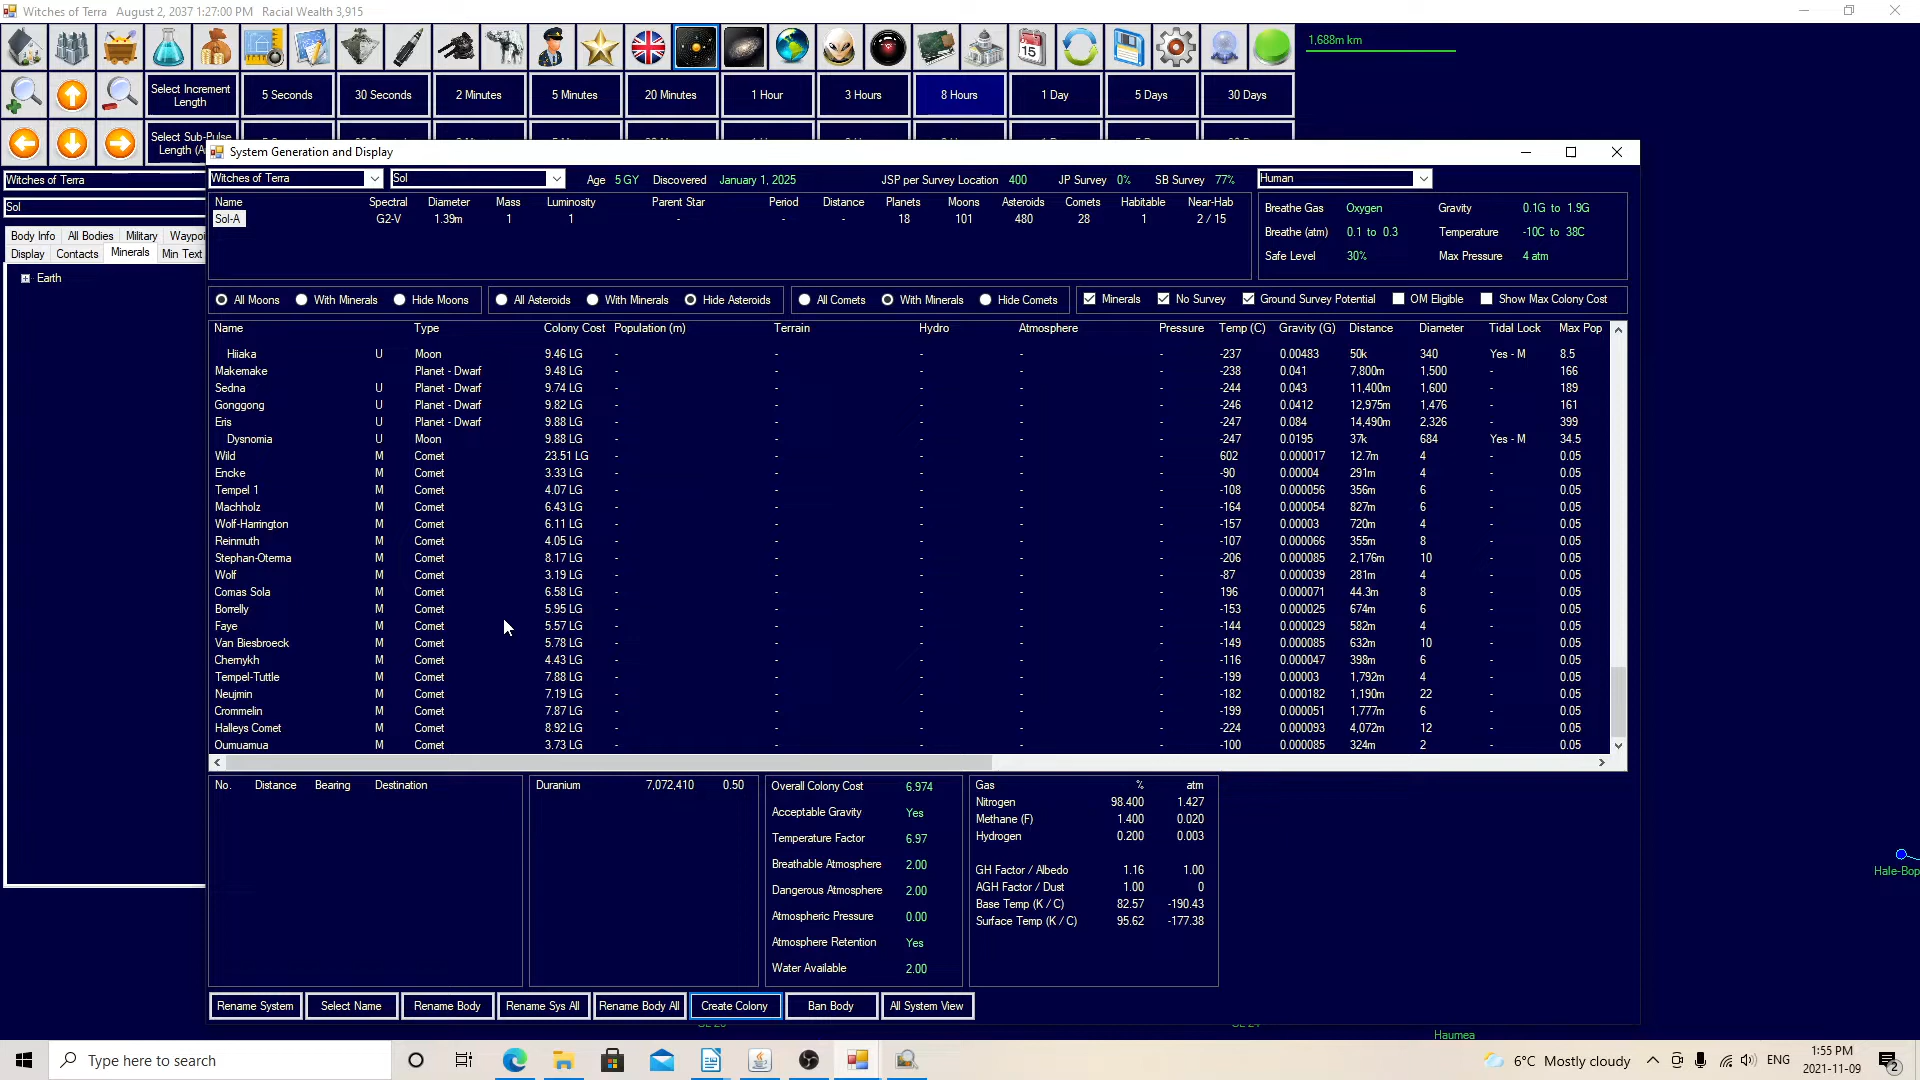 Witches of Terra   August 2, 2037 1:27:00 PM   Racial Wealth 3,915
1,688m km
Select Increment Length
5 Seconds 30 Seconds 2 Minutes 5 Minutes 20 Minutes 1 Hour 3 Hours 8 Hours 1 Day 5 Days 30 Days
Select Sub-Pulse
Length (A
System Generation and Display
Witches of Terra
Sol
Body Info All Bodies Military Waypoi
Display Contacts Minerals Min Text
Earth
Witches of Terra Sol Age 5 GY Discovered January 1, 2025 JSP per Survey Location 400 JP Survey 0% SB Survey 77% Human
Name Spectral Diameter Mass Luminosity Parent Star Period Distance Planets Moons Asteroids Comets Habitable Near-Hab
Sol-A G2-V 1.39m 1 1 - - - 18 101 480 28 1 2 / 15
Breathe Gas Oxygen Gravity 0.1G to 1.9G
Breathe (atm) 0.1 to 0.3 Temperature -10C to 38C
Safe Level 30% Max Pressure 4 atm
All Moons With Minerals Hide Moons All Asteroids With Minerals Hide Asteroids All Comets With Minerals Hide Comets Minerals No Survey Ground Survey Potential OM Eligible Show Max Colony Cost
Name Type Colony Cost Population (m) Terrain Hydro Atmosphere Pressure Temp (C) Gravity (G) Distance Diameter Tidal Lock Max Pop
Hiiaka U Moon 9.46 LG - - - - - -237 0.00483 50k 340 Yes - M 8.5
Makemake Planet - Dwarf 9.48 LG - - - - - -238 0.041 7,800m 1,500 - 166
Sedna U Planet - Dwarf 9.74 LG - - - - - -244 0.043 11,400m 1,600 - 189
Gonggong U Planet - Dwarf 9.82 LG - - - - - -246 0.0412 12,975m 1,476 - 161
Eris U Planet - Dwarf 9.88 LG - - - - - -247 0.084 14,490m 2,326 - 399
Dysnomia U Moon 9.88 LG - - - - - -247 0.0195 37k 684 Yes - M 34.5
Wild M Comet 23.51 LG - - - - - 602 0.000017 12.7m 4 - 0.05
Encke M Comet 3.33 LG - - - - - -90 0.00004 291m 4 - 0.05
Tempel 1 M Comet 4.07 LG - - - - - -108 0.000056 356m 6 - 0.05
Machholz M Comet 6.43 LG - - - - - -164 0.000054 827m 6 - 0.05
Wolf-Harrington M Comet 6.11 LG - - - - - -157 0.00003 720m 4 - 0.05
Reinmuth M Comet 4.05 LG - - - - - -107 0.000066 355m 8 - 0.05
Stephan-Oterma M Comet 8.17 LG - - - - - -206 0.000085 2,176m 10 - 0.05
Wolf M Comet 3.19 LG - - - - - -87 0.000039 281m 4 - 0.05
Comas Sola M Comet 6.58 LG - - - - - 196 0.000071 44.3m 8 - 0.05
Borrelly M Comet 5.95 LG - - - - - -153 0.000025 674m 6 - 0.05
Faye M Comet 5.57 LG - - - - - -144 0.000029 582m 4 - 0.05
Van Biesbroeck M Comet 5.78 LG - - - - - -149 0.000085 632m 10 - 0.05
Chernykh M Comet 4.43 LG - - - - - -116 0.000047 398m 6 - 0.05
Tempel-Tuttle M Comet 7.88 LG - - - - - -199 0.00003 1,792m 4 - 0.05
Neujmin M Comet 7.19 LG - - - - - -182 0.000182 1,190m 22 - 0.05
Crommelin M Comet 7.87 LG - - - - - -199 0.000051 1,777m 6 - 0.05
Halleys Comet M Comet 8.92 LG - - - - - -224 0.000093 4,072m 12 - 0.05
Oumuamua M Comet 3.73 LG - - - - - -100 0.000085 324m 2 - 0.05
No. Distance Bearing Destination
Duranium 7,072,410 0.50
Overall Colony Cost 6.974
Acceptable Gravity Yes
Temperature Factor 6.97
Breathable Atmosphere 2.00
Dangerous Atmosphere 2.00
Atmospheric Pressure 0.00
Atmosphere Retention Yes
Water Available 2.00
Gas % atm
Nitrogen 98.400 1.427
Methane (F) 1.400 0.020
Hydrogen 0.200 0.003
GH Factor / Albedo 1.16 1.00
AGH Factor / Dust 1.00 0
Base Temp (K / C) 82.57 -190.43
Surface Temp (K / C) 95.62 -177.38
Hale-Bop
Rename System Select Name Rename Body Rename Sys All Rename Body All Create Colony Ban Body All System View
Haumea
Type here to search
6°C Mostly cloudy
ENG
1:55 PM
2021-11-09
2